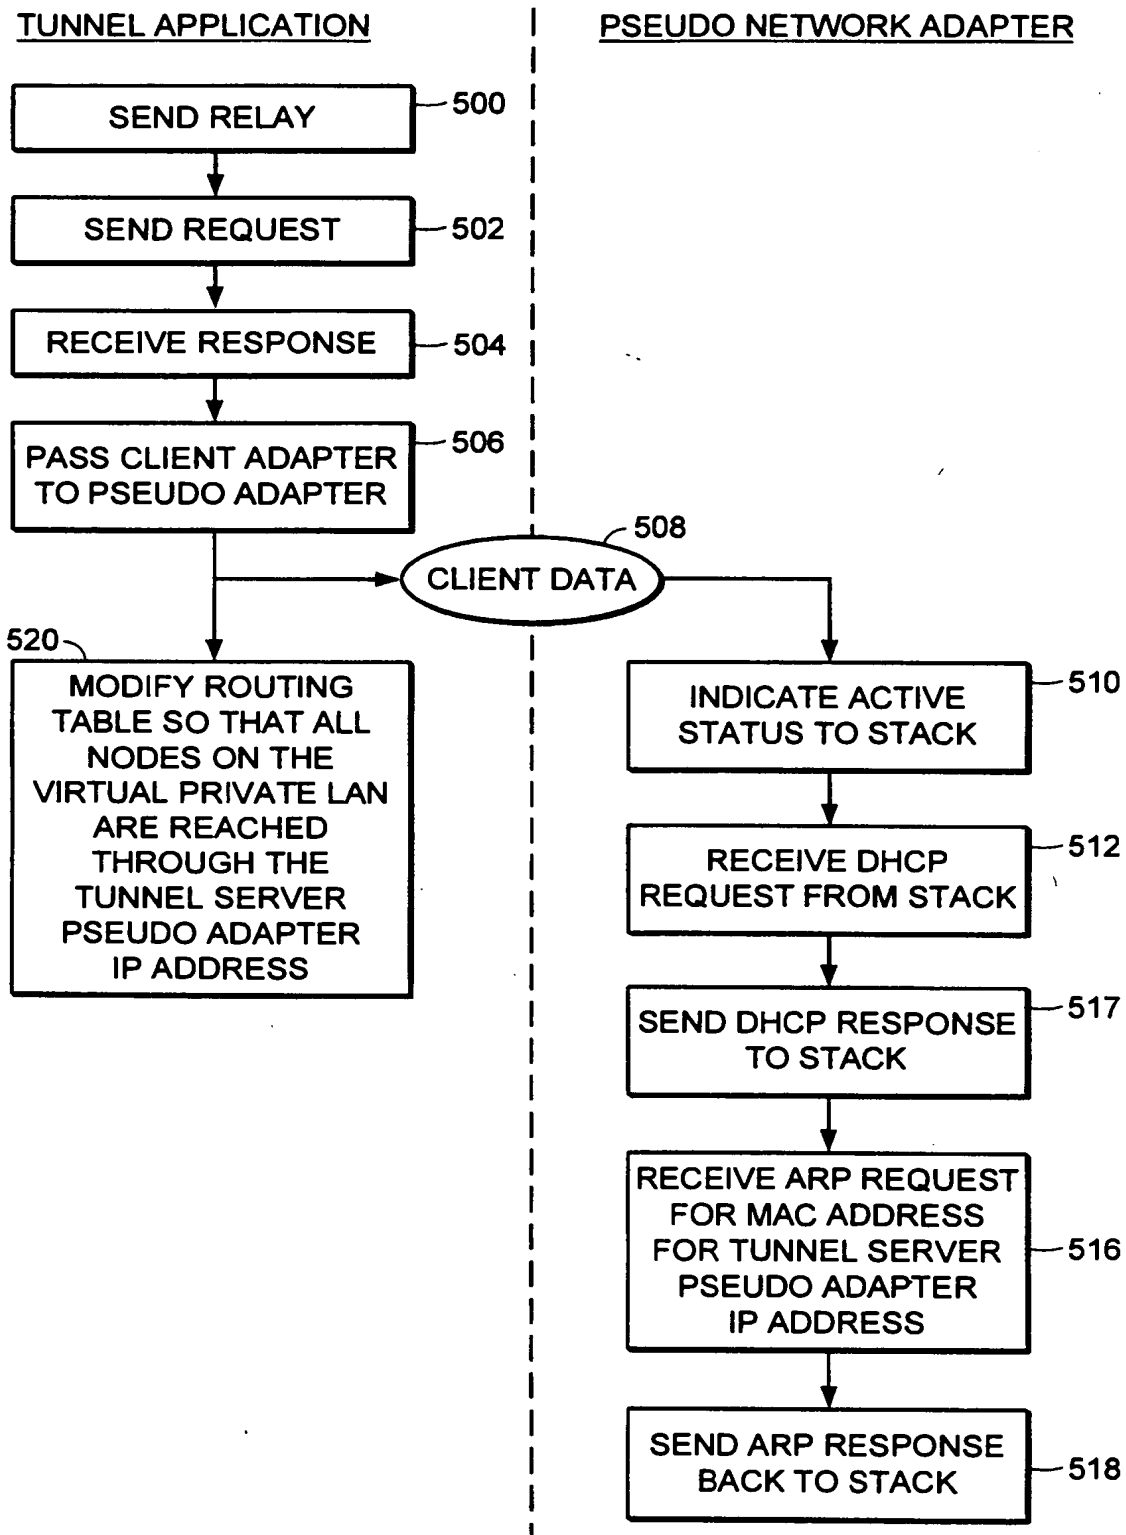 TUNNEL APPLICATION
PSEUDO NETWORK ADAPTER
SEND RELAY
500
SEND REQUEST
502
RECEIVE RESPONSE
504
PASS CLIENT ADAPTER
TO PSEUDO ADAPTER
506
CLIENT DATA
508
520
MODIFY ROUTING
TABLE SO THAT ALL
NODES ON THE
VIRTUAL PRIVATE LAN
ARE REACHED
THROUGH THE
TUNNEL SERVER
PSEUDO ADAPTER
IP ADDRESS
INDICATE ACTIVE
STATUS TO STACK
510
RECEIVE DHCP
REQUEST FROM STACK
512
SEND DHCP RESPONSE
TO STACK
517
RECEIVE ARP REQUEST
FOR MAC ADDRESS
FOR TUNNEL SERVER
PSEUDO ADAPTER
IP ADDRESS
516
SEND ARP RESPONSE
BACK TO STACK
518